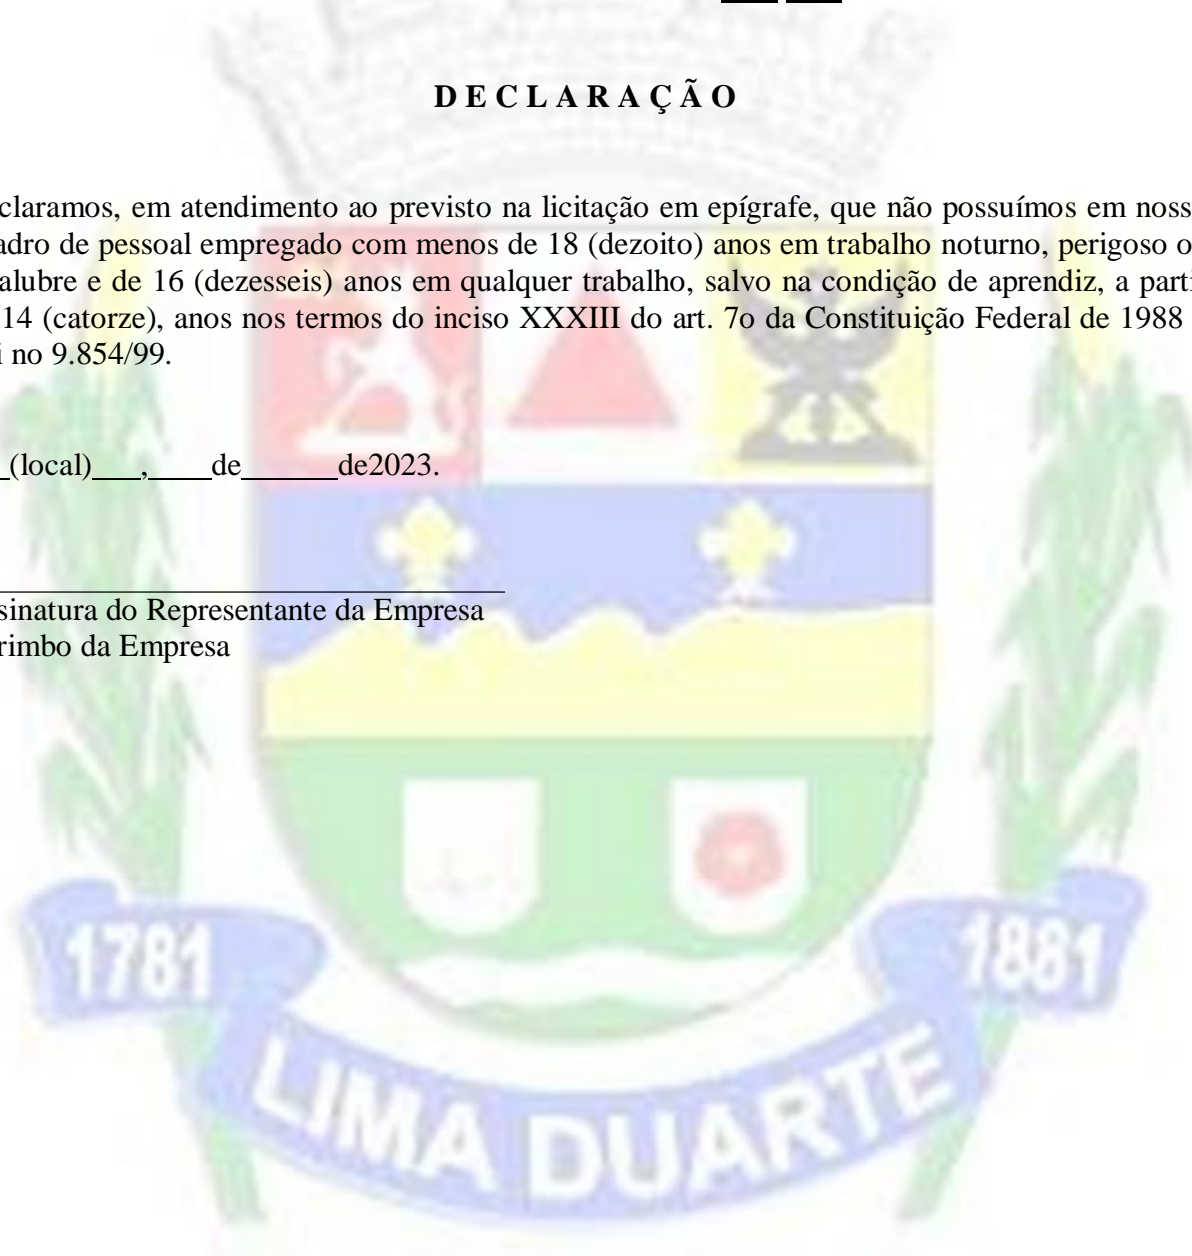 D E C L A R A Ç Ã O
claramos, em atendimento ao previsto na licitação em epígrafe, que não possuímos em noss
adro de pessoal empregado com menos de 18 (dezoito) anos em trabalho noturno, perigoso o
alubre e de 16 (dezesseis) anos em qualquer trabalho, salvo na condição de aprendiz, a parti
14 (catorze), anos nos termos do inciso XXXIII do art. 7o da Constituição Federal de 1988
i no 9.854/99.
_(local)___,____de______de2023.
sinatura do Representante da Empresa
rimbo da Empresa
1781
1881
LIMA DUARTE